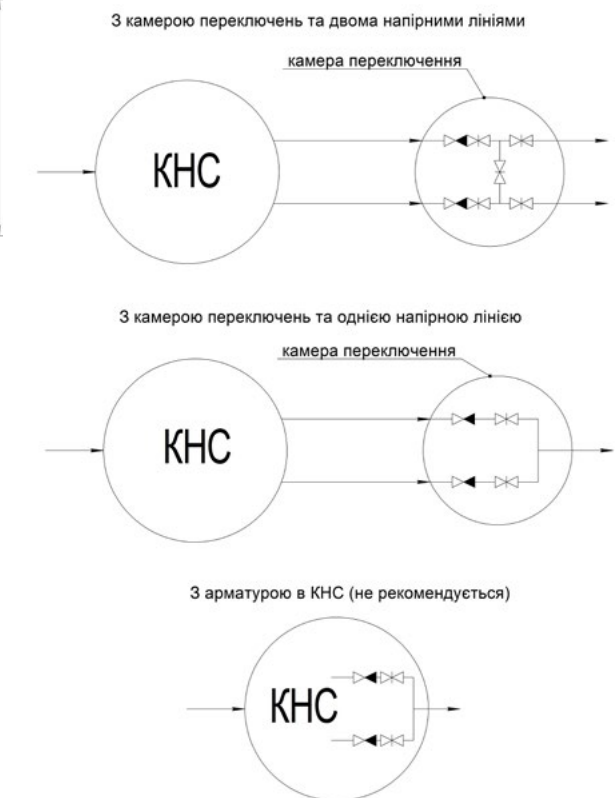 З камерою переключень та двома напірними лініями
камера переключення
КНС
З камерою переключень та однією напірною лінією
камера переключення
КНС
З арматурою в КНС (не рекомендується)
КНС